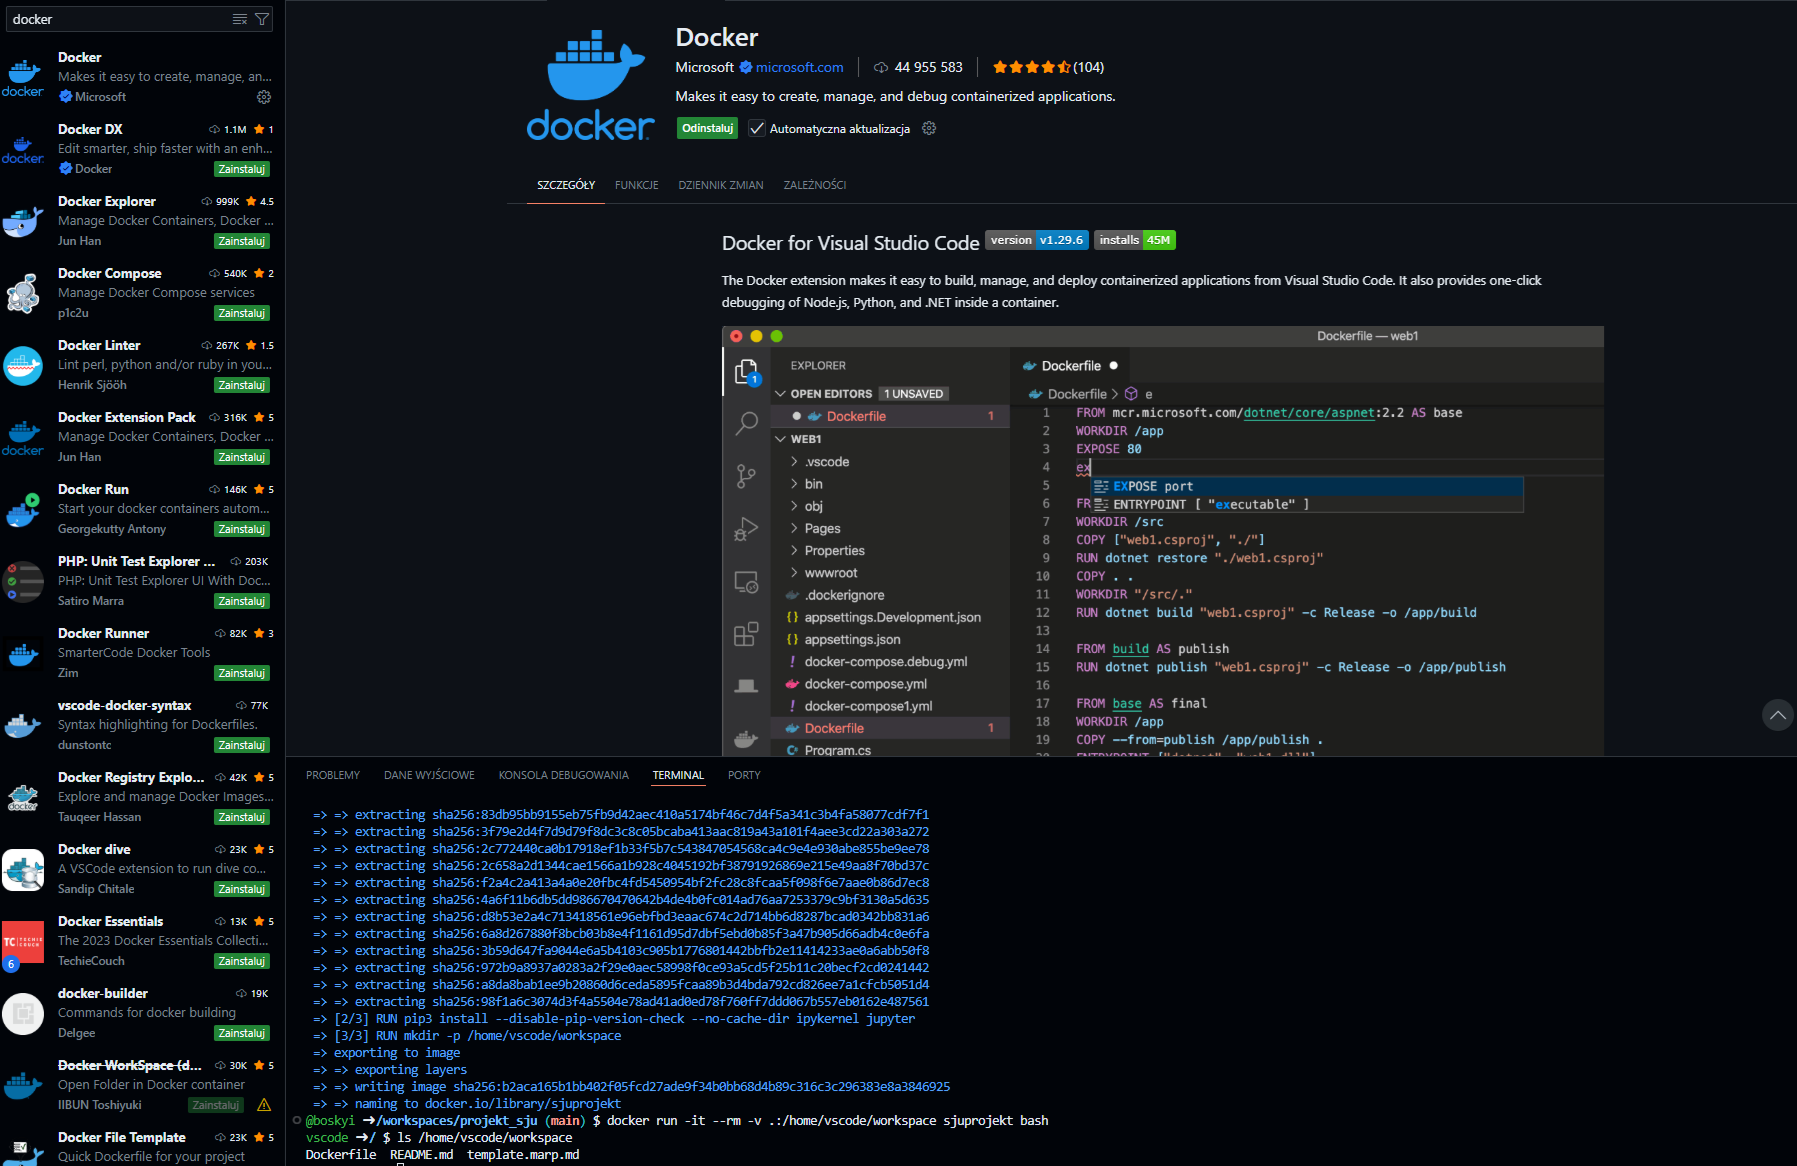 docker
Docker
Makes it easy to create, manage, an...
Microsoft
Docker DX 1.1M 1
Edit smarter, ship faster with an enh...
Docker Zainstaluj
Docker Explorer 999K 4.5
Manage Docker Containers, Docker ...
Jun Han Zainstaluj
Docker Compose 540K 2
Manage Docker Compose services
p1c2u Zainstaluj
Docker Linter 267K 1.5
Lint perl, python and/or ruby in you...
Henrik Sjööh Zainstaluj
Docker Extension Pack 316K 5
Manage Docker Containers, Docker ...
Jun Han Zainstaluj
Docker Run 146K 5
Start your docker containers autom...
Georgekutty Antony Zainstaluj
PHP: Unit Test Explorer ... 203K
PHP: Unit Test Explorer UI With Doc...
Satiro Marra Zainstaluj
Docker Runner 82K 3
SmarterCode Docker Tools
Zim Zainstaluj
vscode-docker-syntax 77K
Syntax highlighting for Dockerfiles.
dunstontc Zainstaluj
Docker Registry Explo... 42K 5
Explore and manage Docker Images...
Tauqeer Hassan Zainstaluj
Docker dive 23K 5
A VSCode extension to run dive co...
Sandip Chitale Zainstaluj
Docker Essentials 13K 5
The 2023 Docker Essentials Collecti...
TechieCouch Zainstaluj
6
docker-builder 19K
Commands for docker building
Delgee Zainstaluj
Docker WorkSpace (d... 30K 5
Open Folder in Docker container
IIBUN Toshiyuki Zainstaluj
Docker File Template 23K 5
Quick Dockerfile for your project
docker
Docker
Microsoft microsoft.com 44 955 583 (104)
Makes it easy to create, manage, and debug containerized applications.
Odinstaluj Automatyczna aktualizacja
SZCZEGÓŁY FUNKCJE DZIENNIK ZMIAN ZALEŻNOŚCI
Docker for Visual Studio Code version v1.29.6 installs 45M
The Docker extension makes it easy to build, manage, and deploy containerized applications from Visual Studio Code. It also provides one-click
debugging of Node.js, Python, and .NET inside a container.
Dockerfile — web1
EXPLORER
OPEN EDITORS 1 UNSAVED
Dockerfile 1
WEB1
.vscode
bin
obj
Pages
Properties
wwwroot
.dockerignore
appsettings.Development.json
appsettings.json
docker-compose.debug.yml
docker-compose.yml
docker-compose1.yml
Dockerfile 1
Program.cs
1
Dockerfile
Dockerfile > e
1 FROM mcr.microsoft.com/dotnet/core/aspnet:2.2 AS base
2 WORKDIR /app
3 EXPOSE 80
4 ex
5 EXPOSE port
6 FR ENTRYPOINT [ "executable" ]
7 WORKDIR /src
8 COPY ["web1.csproj", "./"]
9 RUN dotnet restore "./web1.csproj"
10 COPY . .
11 WORKDIR "/src/."
12 RUN dotnet build "web1.csproj" -c Release -o /app/build
13
14 FROM build AS publish
15 RUN dotnet publish "web1.csproj" -c Release -o /app/publish
16
17 FROM base AS final
18 WORKDIR /app
19 COPY --from=publish /app/publish .
20 ENTRYPOINT ["dotnet", "web1.dll"]
PROBLEMY DANE WYJŚCIOWE KONSOLA DEBUGOWANIA TERMINAL PORTY
=> => extracting sha256:83db95bb9155eb75fb9d42aec410a5174bf46c7d4f5a341c3b4fa58077cdf7f1
=> => extracting sha256:3f79e2d4f7d9d79f8dc3c8c05bcaba413aac819a43a101f4aee3cd22a303a272
=> => extracting sha256:2c772440ca0b17918ef1b33f5b7c543847054568ca4c9e4e930abe855be9ee78
=> => extracting sha256:2c658a2d1344cae1566a1b928c4045192bf38791926869e215e49aa8f70bd37c
=> => extracting sha256:f2a4c2a413a4a0e20fbc4fd5450954bf2fc28c8fcaa5f098f6e7aae0b86d7ec8
=> => extracting sha256:4a6f11b6db5dd986670470642b4de4b0fc014ad76aa7253379c9bf3130a5d635
=> => extracting sha256:d8b53e2a4c713418561e96ebfbd3eaac674c2d714bb6d8287bcad0342bb831a6
=> => extracting sha256:6a8d267880f8bcb03b8e4f1161d95d7dbf5ebd0b85f3a47b905d66adb4c0e6fa
=> => extracting sha256:3b59d647fa9044e6a5b4103c905b1776801442bbfb2e11414233ae0a6abb50f8
=> => extracting sha256:972b9a8937a0283a2f29e0aec58998f0ce93a5cd5f25b11c20becf2cd0241442
=> => extracting sha256:a8da8bab1ee9b20860d6ceda5895fcaa89b3d4bda792cd826ee7a1cfcb5051d4
=> => extracting sha256:98f1a6c3074d3f4a5504e78ad41ad0ed78f760ff7ddd067b557eb0162e487561
=> [2/3] RUN pip3 install --disable-pip-version-check --no-cache-dir ipykernel jupyter
=> [3/3] RUN mkdir -p /home/vscode/workspace
=> exporting to image
=> => exporting layers
=> => writing image sha256:b2aca165b1bb402f05fcd27ade9f34b0bb68d4b89c316c3c296383e8a3846925
=> => naming to docker.io/library/sjuprojekt
@boskyi ➜/workspaces/projekt_sju (main) $ docker run -it --rm -v .:/home/vscode/workspace sjuprojekt bash
vscode ➜/ $ ls /home/vscode/workspace
Dockerfile README.md template.marp.md